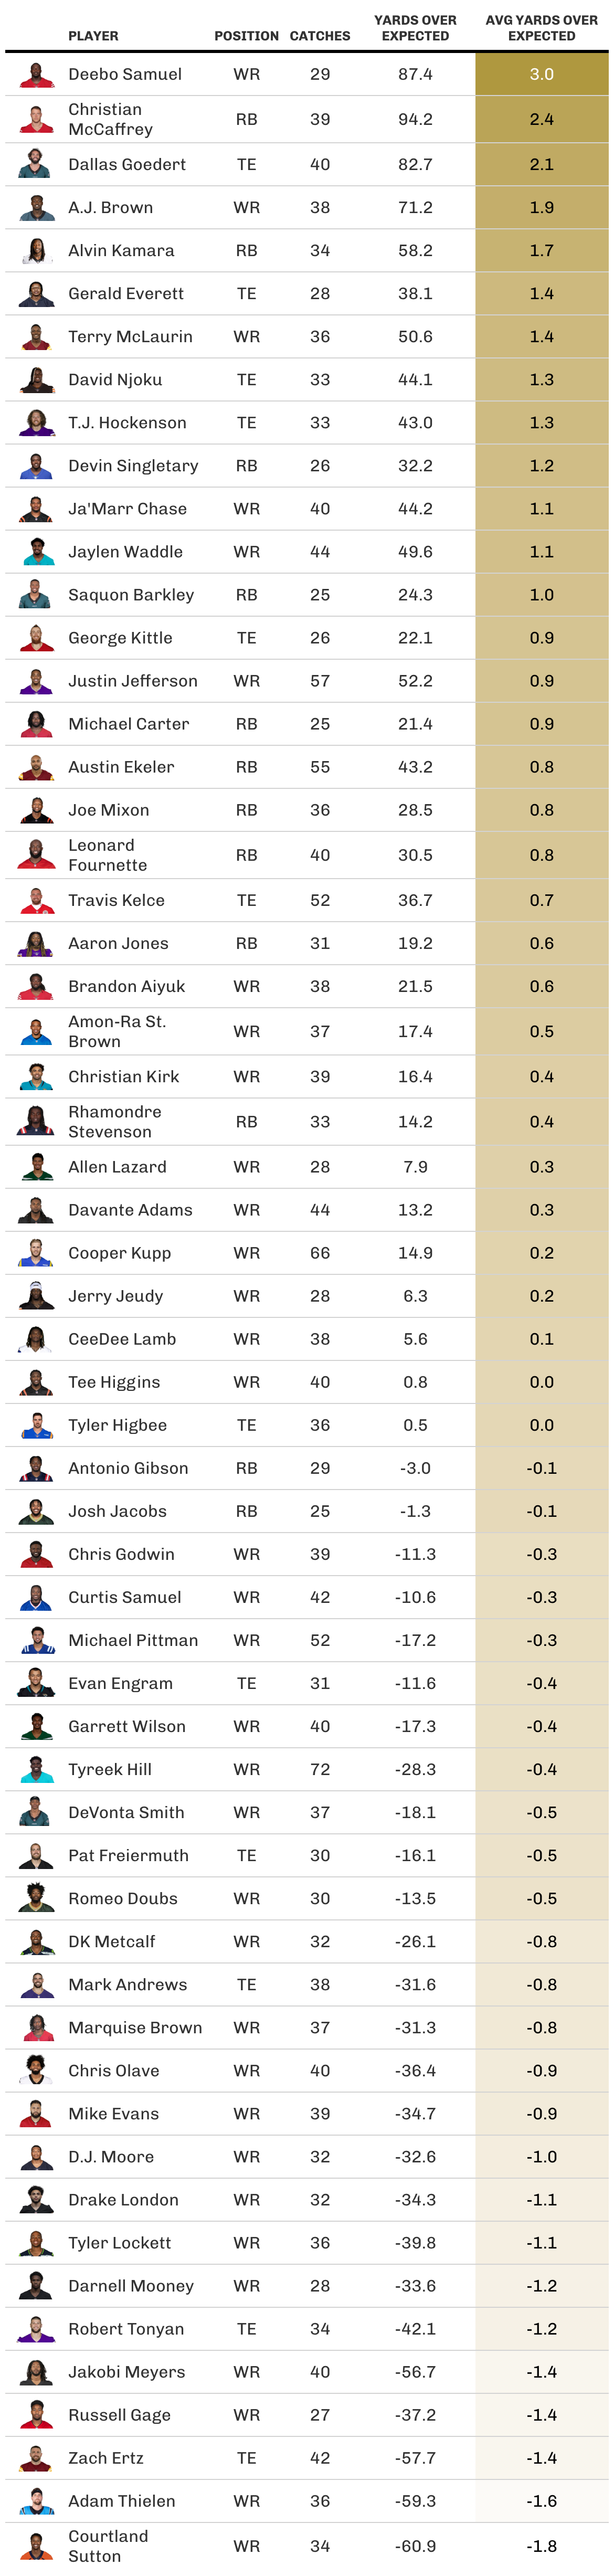 PLAYER POSITION CATCHES YARDS OVER EXPECTED AVG YARDS OVER EXPECTED
Deebo Samuel WR 29 87.4 3.0
Christian McCaffrey RB 39 94.2 2.4
Dallas Goedert TE 40 82.7 2.1
A.J. Brown WR 38 71.2 1.9
Alvin Kamara RB 34 58.2 1.7
Gerald Everett TE 28 38.1 1.4
Terry McLaurin WR 36 50.6 1.4
David Njoku TE 33 44.1 1.3
T.J. Hockenson TE 33 43.0 1.3
Devin Singletary RB 26 32.2 1.2
Ja'Marr Chase WR 40 44.2 1.1
Jaylen Waddle WR 44 49.6 1.1
Saquon Barkley RB 25 24.3 1.0
George Kittle TE 26 22.1 0.9
Justin Jefferson WR 57 52.2 0.9
Michael Carter RB 25 21.4 0.9
Austin Ekeler RB 55 43.2 0.8
Joe Mixon RB 36 28.5 0.8
Leonard Fournette RB 40 30.5 0.8
Travis Kelce TE 52 36.7 0.7
Aaron Jones RB 31 19.2 0.6
Brandon Aiyuk WR 38 21.5 0.6
Amon-Ra St. Brown WR 37 17.4 0.5
Christian Kirk WR 39 16.4 0.4
Rhamondre Stevenson RB 33 14.2 0.4
Allen Lazard WR 28 7.9 0.3
Davante Adams WR 44 13.2 0.3
Cooper Kupp WR 66 14.9 0.2
Jerry Jeudy WR 28 6.3 0.2
CeeDee Lamb WR 38 5.6 0.1
Tee Higgins WR 40 0.8 0.0
Tyler Higbee TE 36 0.5 0.0
Antonio Gibson RB 29 -3.0 -0.1
Josh Jacobs RB 25 -1.3 -0.1
Chris Godwin WR 39 -11.3 -0.3
Curtis Samuel WR 42 -10.6 -0.3
Michael Pittman WR 52 -17.2 -0.3
Evan Engram TE 31 -11.6 -0.4
Garrett Wilson WR 40 -17.3 -0.4
Tyreek Hill WR 72 -28.3 -0.4
DeVonta Smith WR 37 -18.1 -0.5
Pat Freiermuth TE 30 -16.1 -0.5
Romeo Doubs WR 30 -13.5 -0.5
DK Metcalf WR 32 -26.1 -0.8
Mark Andrews TE 38 -31.6 -0.8
Marquise Brown WR 37 -31.3 -0.8
Chris Olave WR 40 -36.4 -0.9
Mike Evans WR 39 -34.7 -0.9
D.J. Moore WR 32 -32.6 -1.0
Drake London WR 32 -34.3 -1.1
Tyler Lockett WR 36 -39.8 -1.1
Darnell Mooney WR 28 -33.6 -1.2
Robert Tonyan TE 34 -42.1 -1.2
Jakobi Meyers WR 40 -56.7 -1.4
Russell Gage WR 27 -37.2 -1.4
Zach Ertz TE 42 -57.7 -1.4
Adam Thielen WR 36 -59.3 -1.6
Courtland Sutton WR 34 -60.9 -1.8